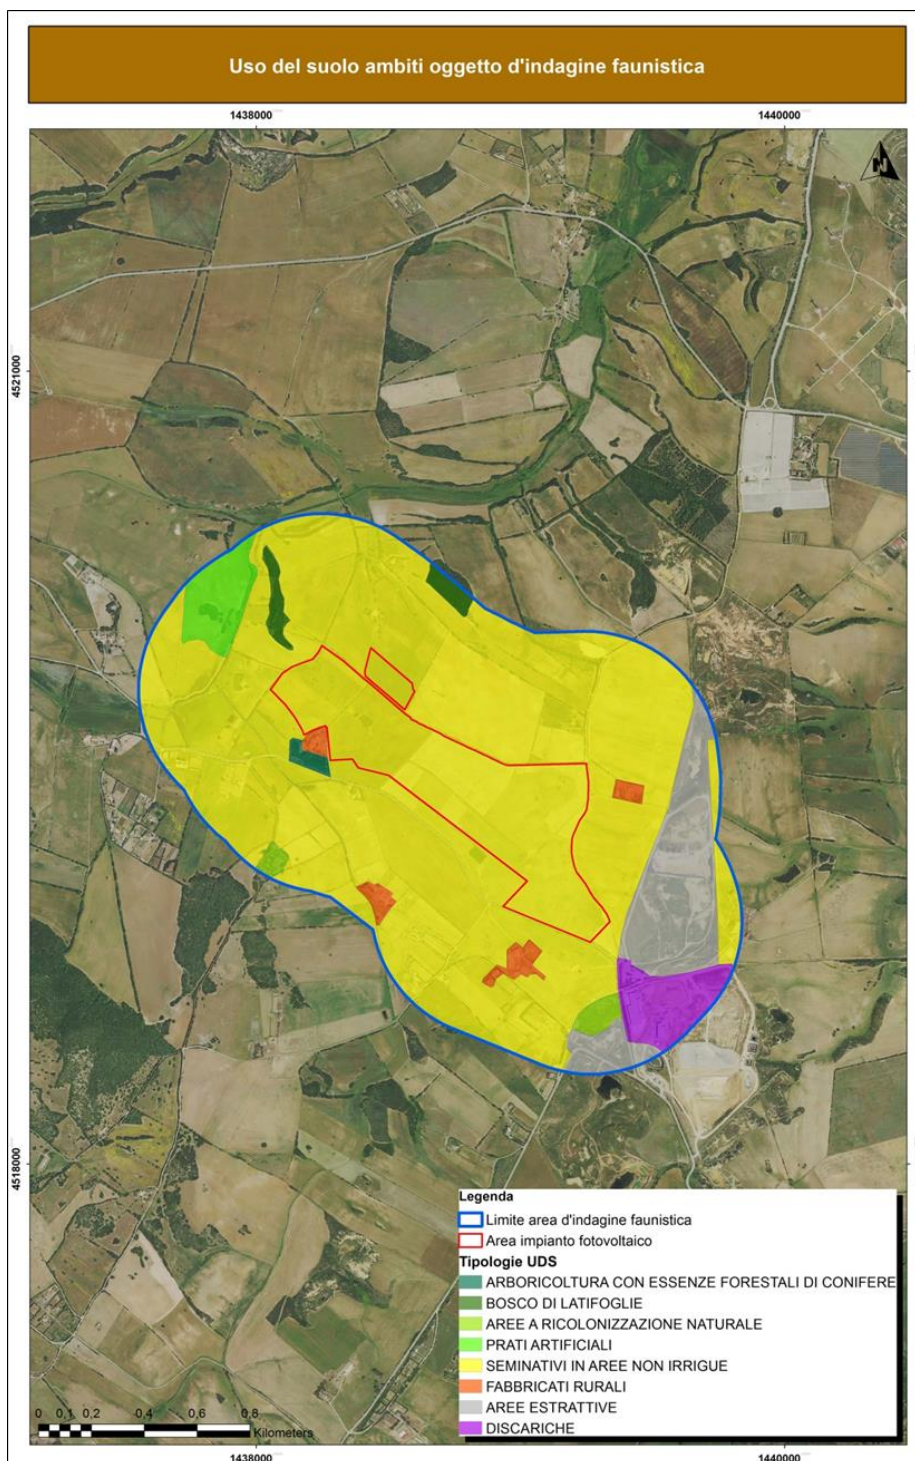 Uso del suolo ambiti oggetto d'indagine faunistica
1438000 1440000
N
4521000
4518000
Legenda
Limite area d'indagine faunistica
Area impianto fotovoltaico
Tipologie UDS
ARBORICOLTURA CON ESSENZE FORESTALI DI CONIFERE
BOSCO DI LATIFOGLIE
AREE A RICOLONIZZAZIONE NATURALE
PRATI ARTIFICIALI
SEMINATIVI IN AREE NON IRRIGUE
FABBRICATI RURALI
AREE ESTRATTIVE
DISCARICHE
0 0,1 0,2 0,4 0,6 0,8
Kilometers
1438000 1440000